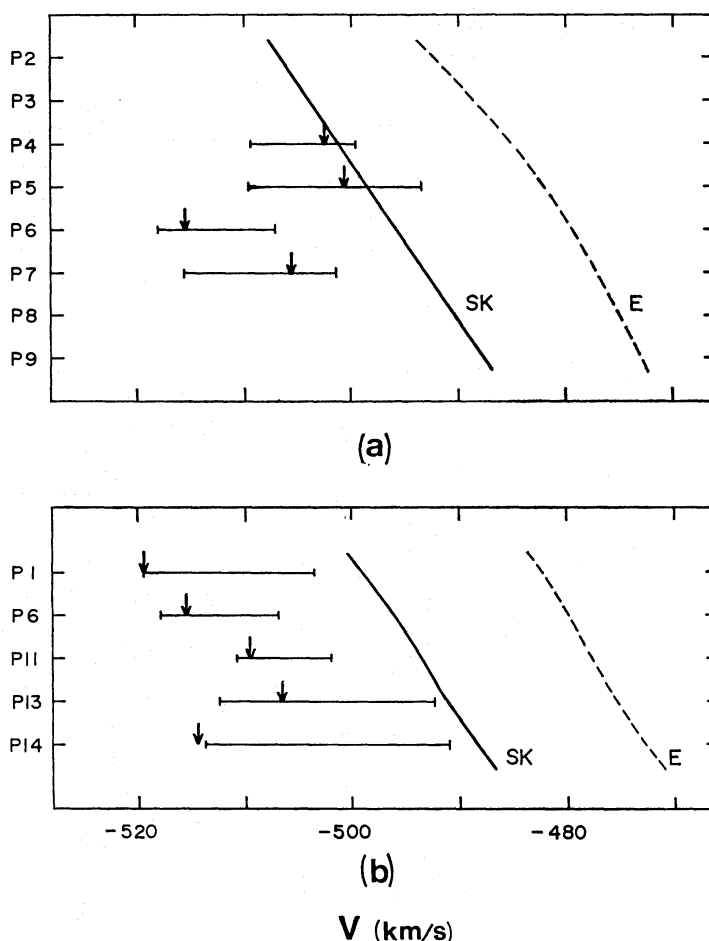 P2
P3
P4
P5
P6
P7
P8
P9
SK
E
(a)
P1
P6
P11
P13
P14
SK
E
-520
-500
-480
(b)
V (km/s)